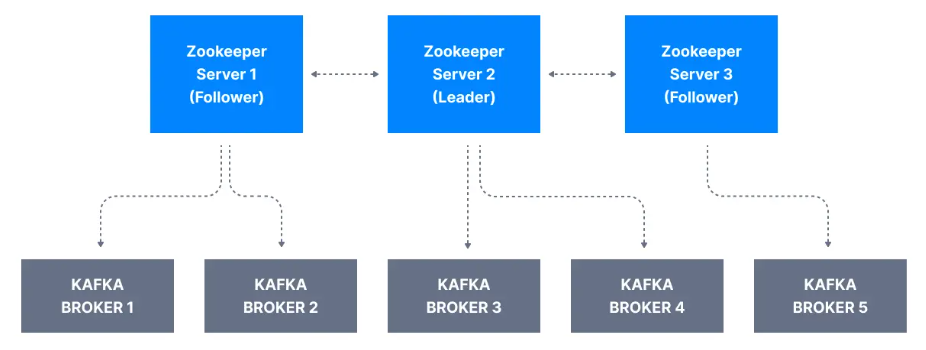 Zookeeper
Server 1
(Follower)
Zookeeper
Server 2
(Leader)
Zookeeper
Server 3
(Follower)
KAFKA
BROKER 1
KAFKA
BROKER 2
KAFKA
BROKER 3
KAFKA
BROKER 4
KAFKA
BROKER 5